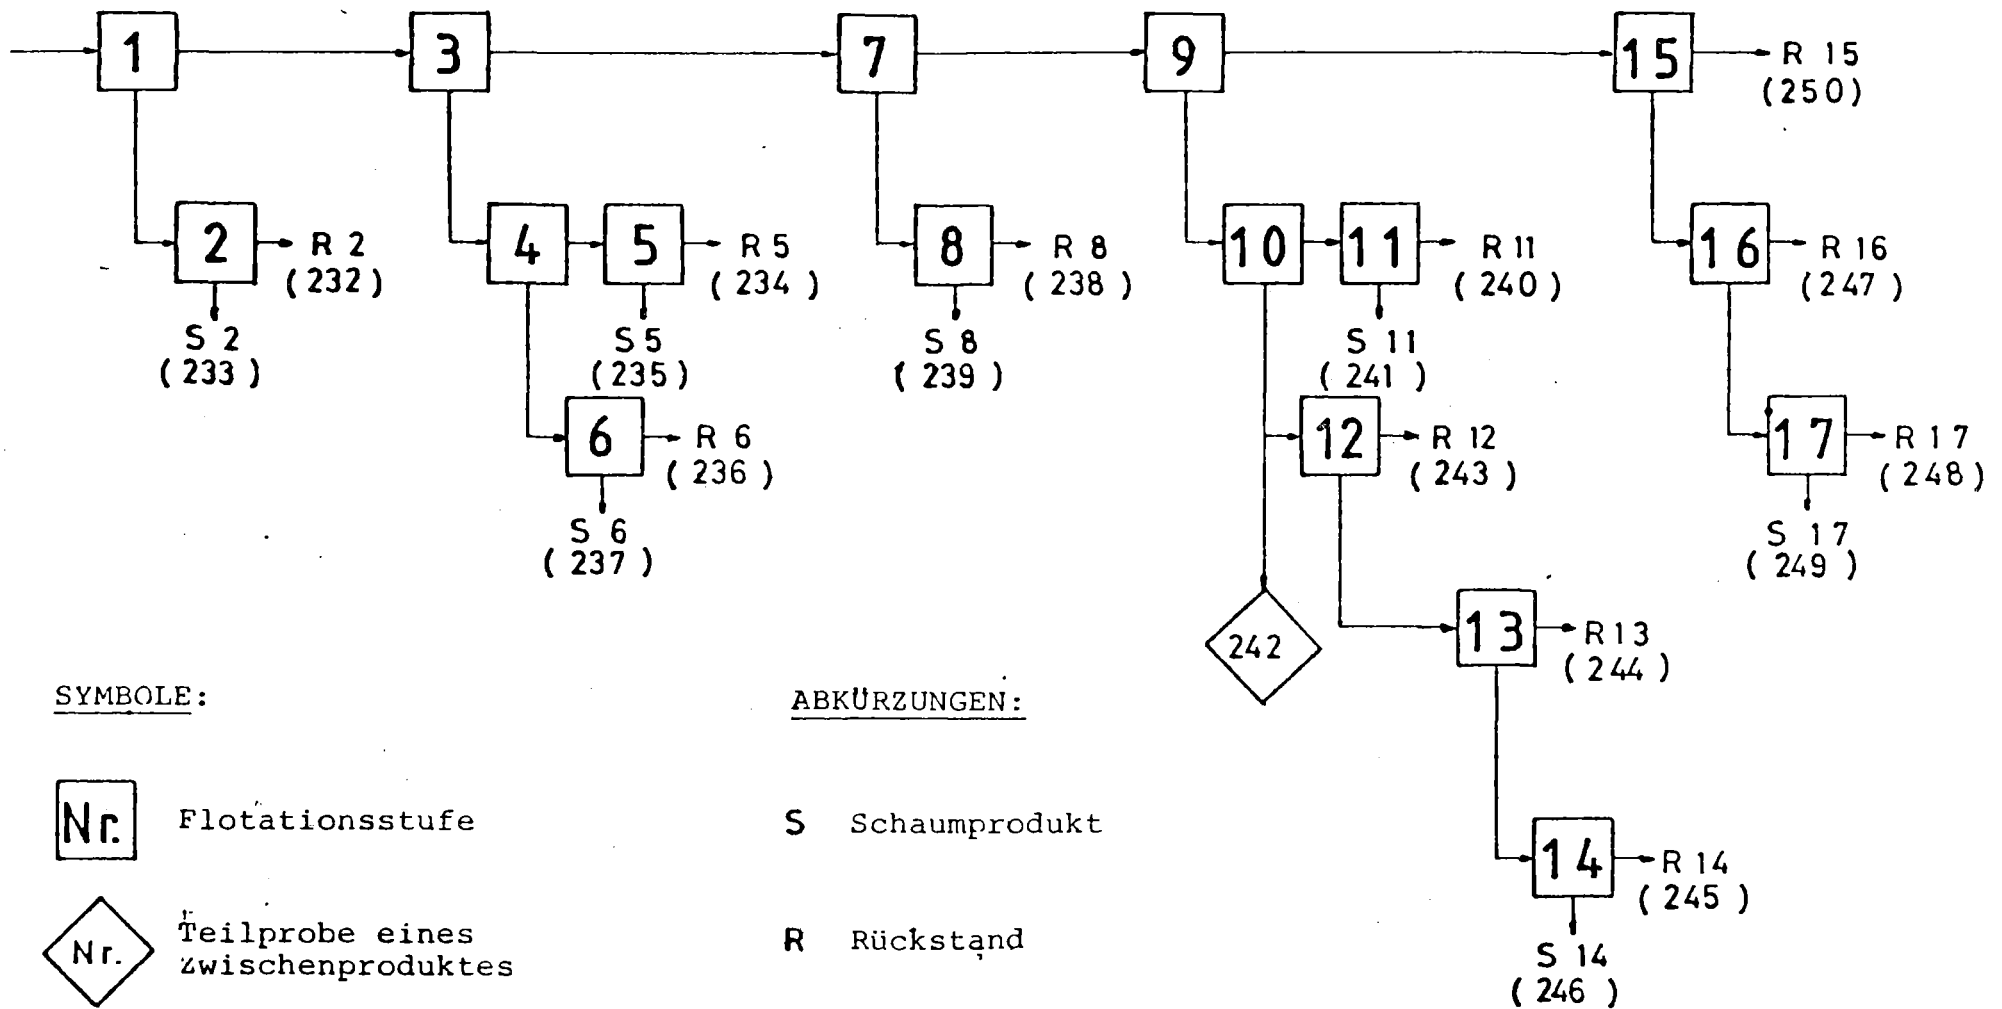 1 3 7 9 15 R 15
(250)
2 R 2 4 5 R 5 8 R 8 10 11 R 11 16 R 16
(232) (234) (238) (240) (247)
S 2 S 5 S 8 S 11
(233) (235) (239) (241)
6 R 6 12 R 12 17 R 17
(236) (243) (248)
S 6 S 17
(237) (249)
242 13 R 13
(244)
SYMBOLE: ABKÜRZUNGEN:
Nr. Flotationsstufe S Schaumprodukt
14 R 14
(245)
Nr. Teilprobe eines R Rückstand
Zwischenproduktes
S 14
(246)